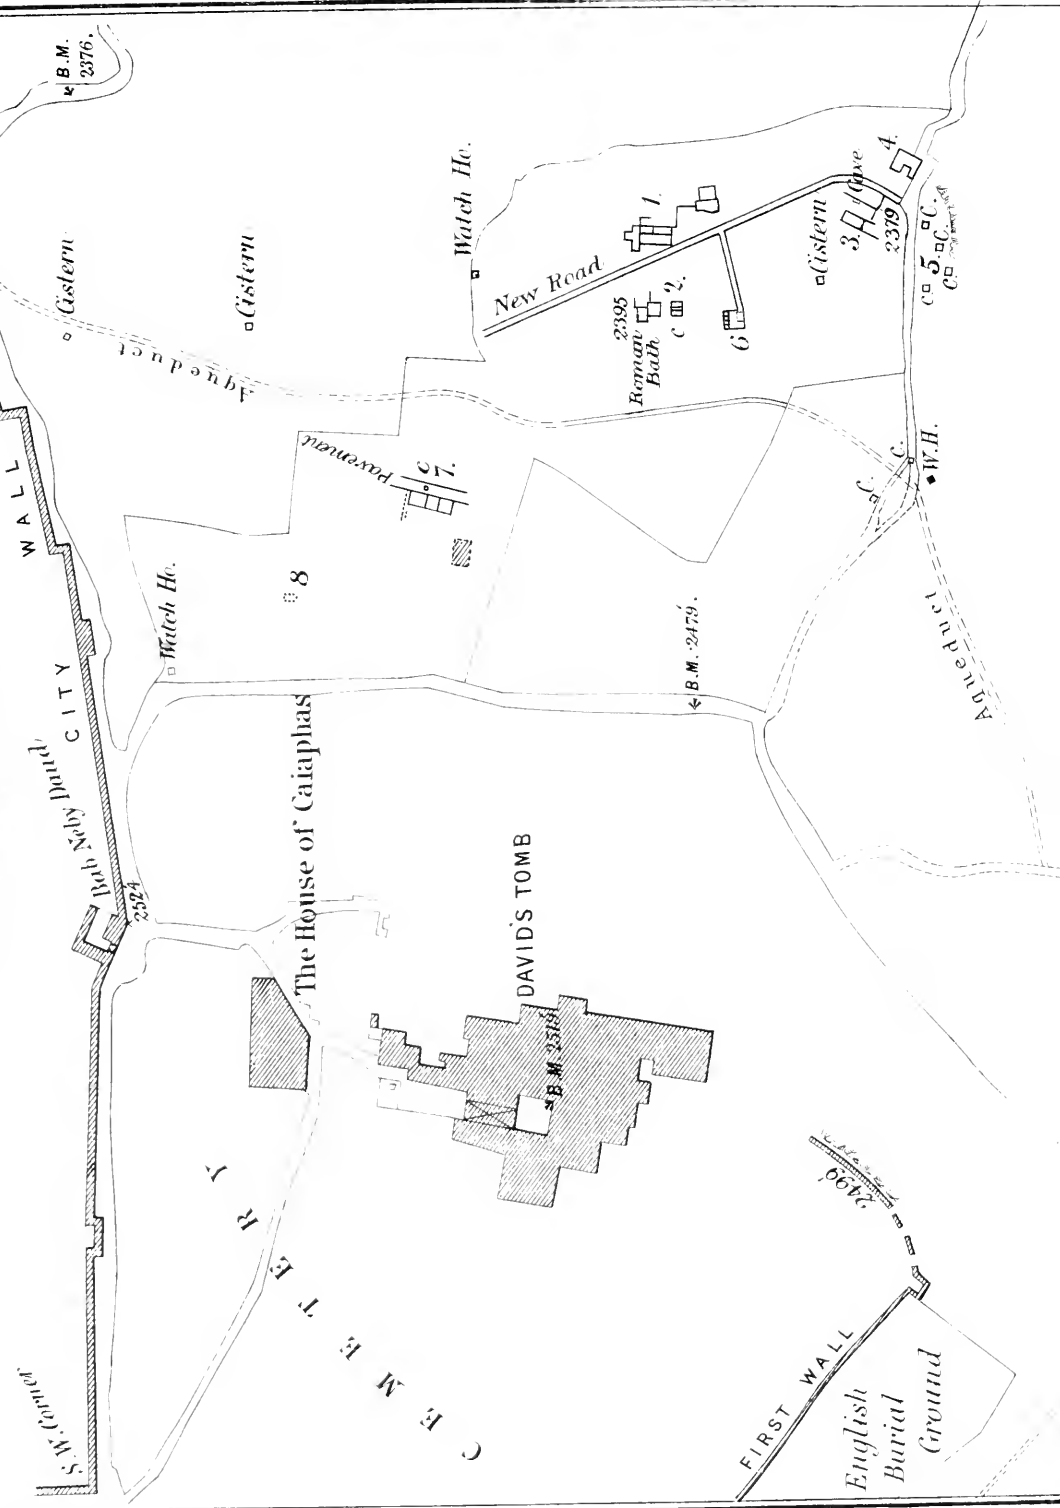 B.M.
2376.
Cistern
Cistern
Watch Ho.
Aqueduct
WALL
CITY
New Road
1.
2395
Roman
Bath
2.
C
6
Cistern
3.
Cave
4.
2379
C.
5.
C.
C
C
Pavement
C
7.
8
Watch Ho.
C.
C.
W.H.
Aqueduct
B.M. 2479.
Bab Neby Daud
2524
The House of Caiaphas
DAVID'S TOMB
B.M. 2519
CEMETERY
S.W. Corner
2499
FIRST WALL
English
Burial
Ground